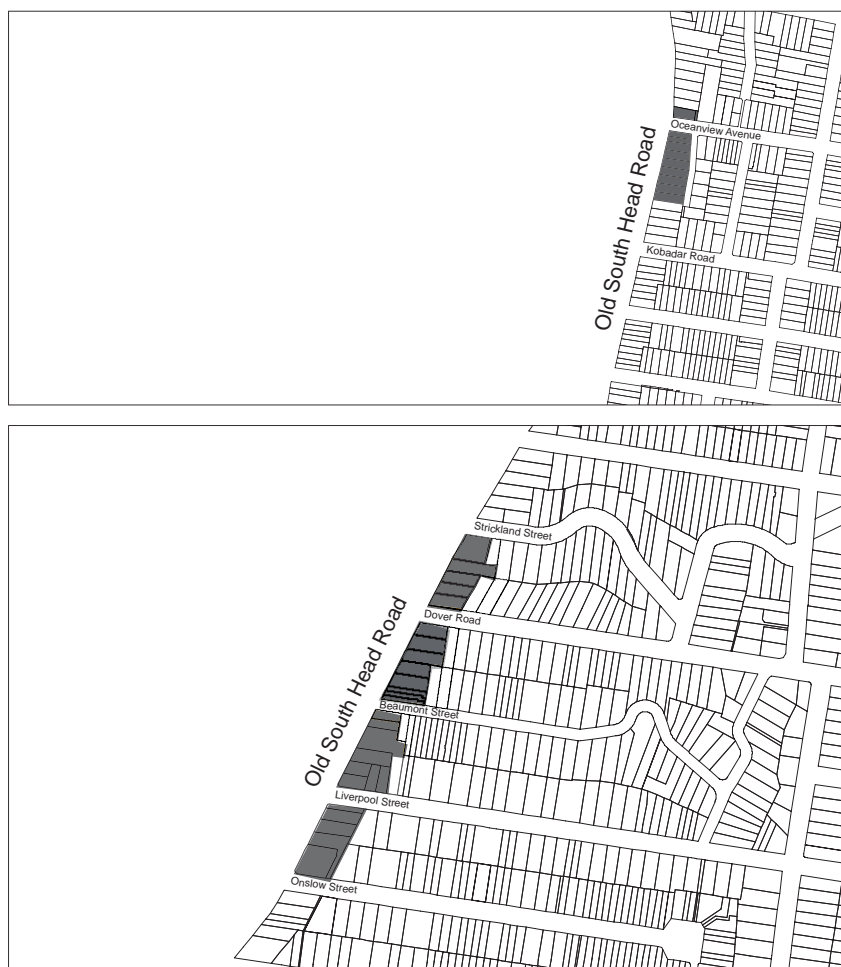 Oceanview Avenue
Old South Head Road
Kobadar Road
Strickland Street
Dover Road
Old South Head Road
Beaumont Street
Liverpool Street
Onslow Street